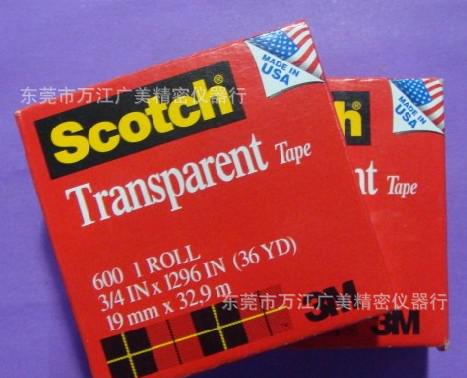 MADE IN
USA
Scotch
Transparent Tape
600 1 ROLL
3/4 IN x 1296 IN (36 YD)
19 mm x 32,9 m
3M
MADE IN
USA
h
nt Tape
3M
东莞市万江广美精密仪器行
东莞市万江广美精密仪器行